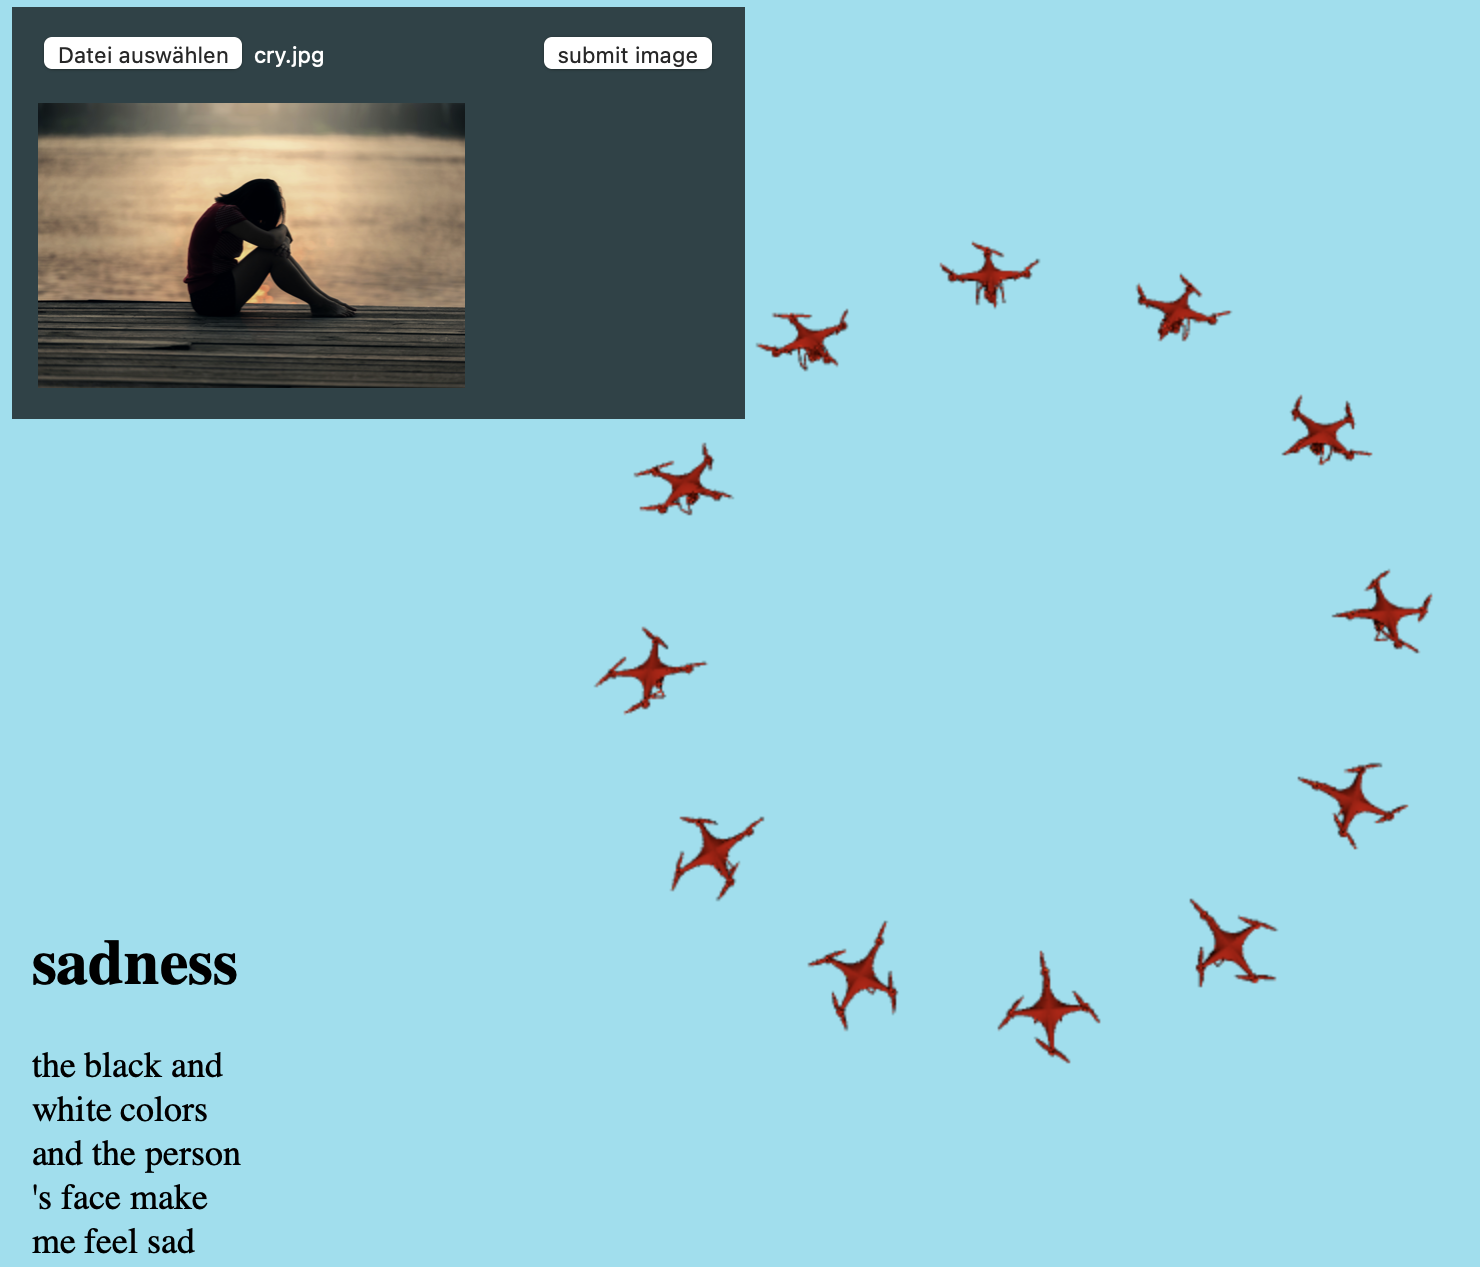 Datei auswählen cry.jpg submit image
sadness
the black and
white colors
and the person
's face make
me feel sad